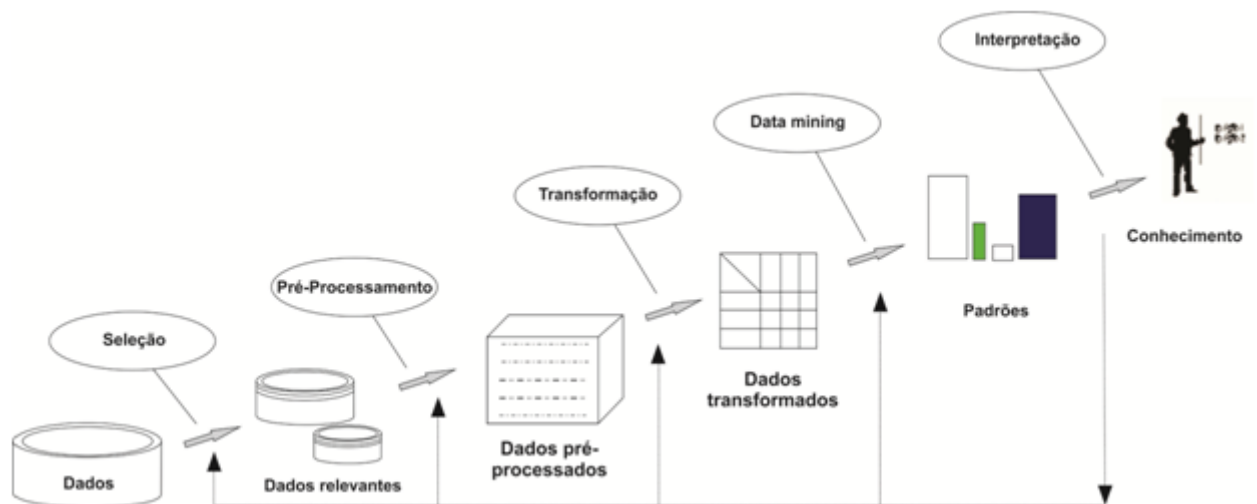 Interpretação
Data mining
Transformação
Pré-Processamento
Seleção
Dados
Dados relevantes
Dados pré-
processados
Dados
transformados
Padrões
Conhecimento